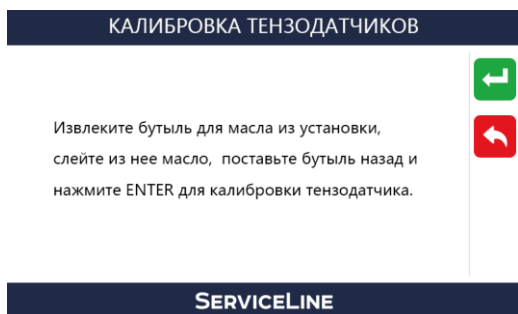 КАЛИБРОВКА ТЕНЗОДАТЧИКОВ
Извлеките бутыль для масла из установки,
слейте из нее масло, поставьте бутыль назад и
нажмите ENTER для калибровки тензодатчика.
SERVICELINE